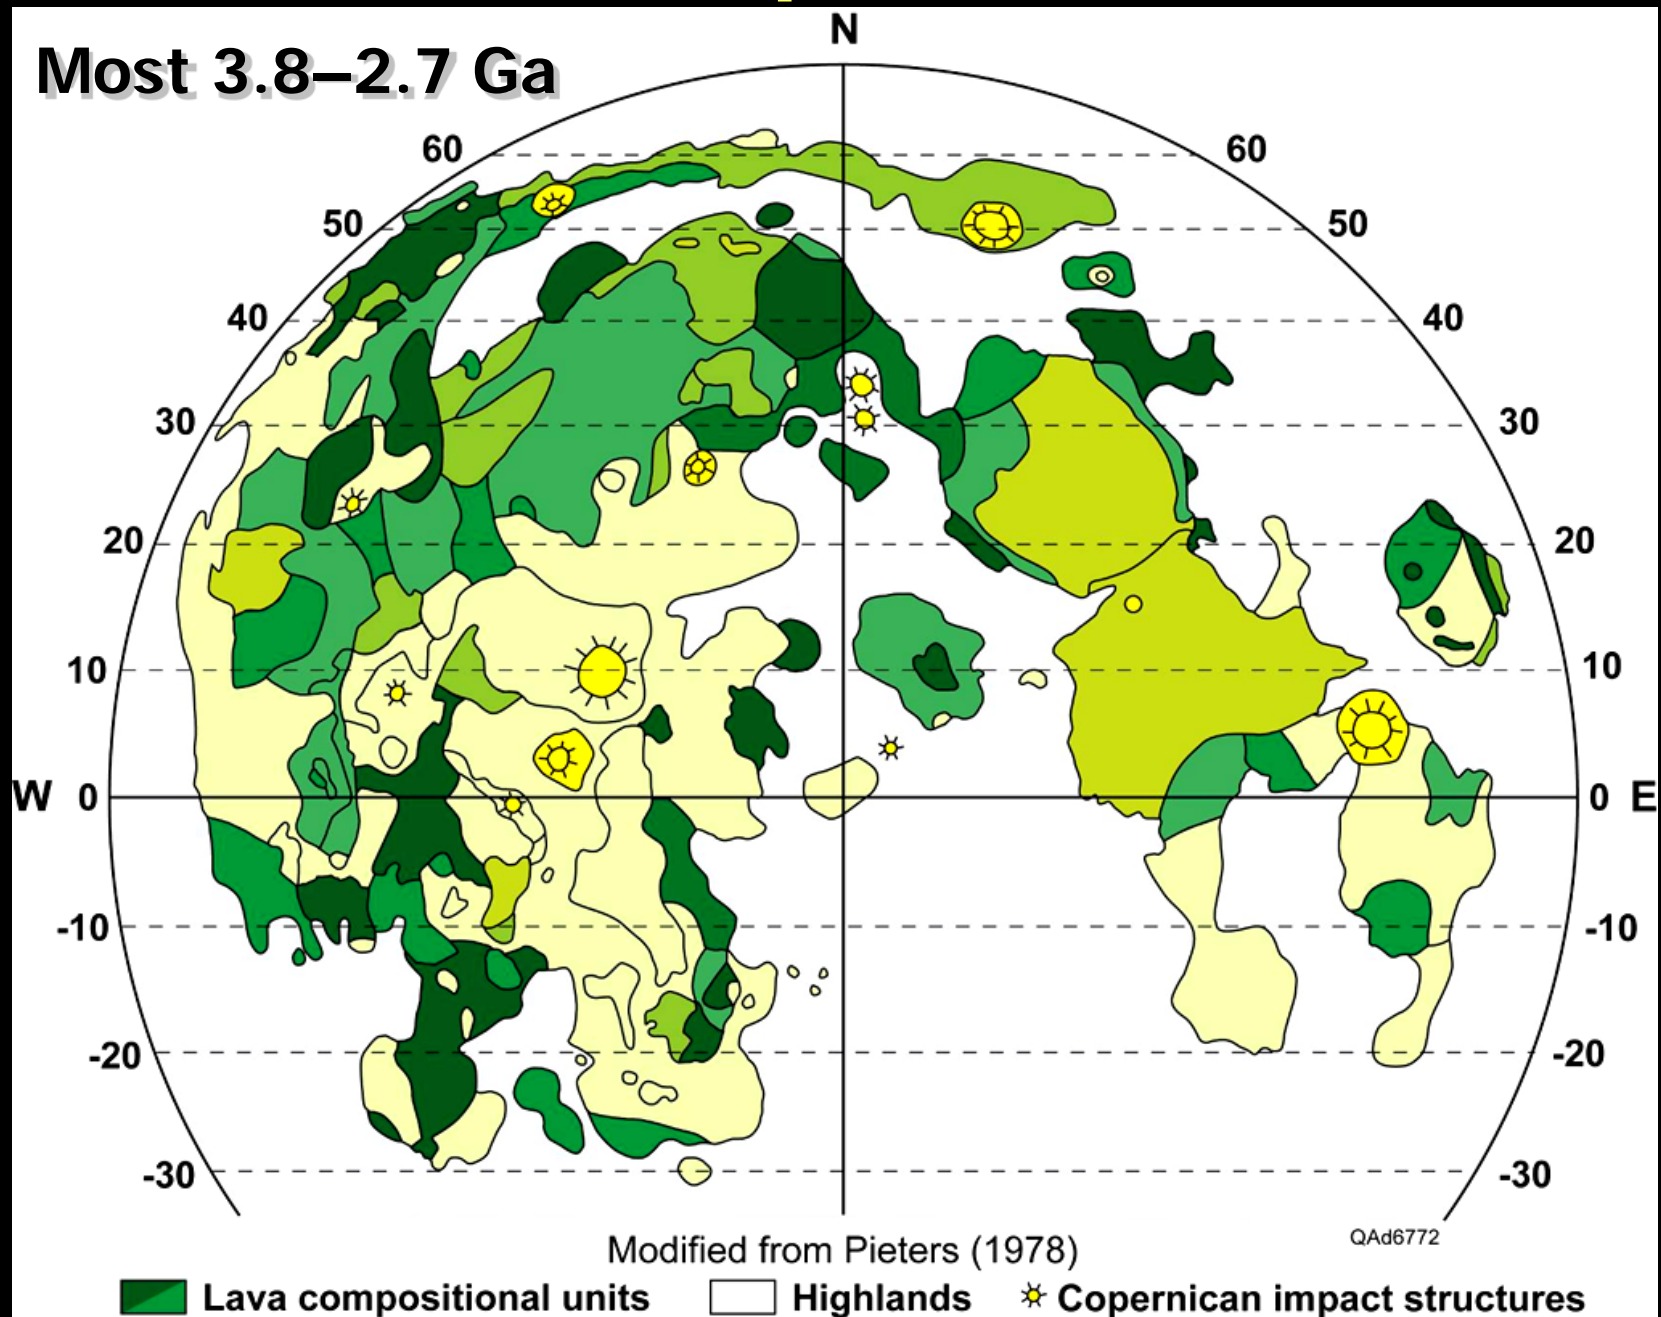 N
Most 3.8–2.7 Ga
60 60
50 50
40 40
30 30
20 20
10 10
W 0 0 E
-10 -10
-20 -20
-30 -30
QAd6772
Modified from Pieters (1978)
Lava compositional units Highlands Copernican impact structures